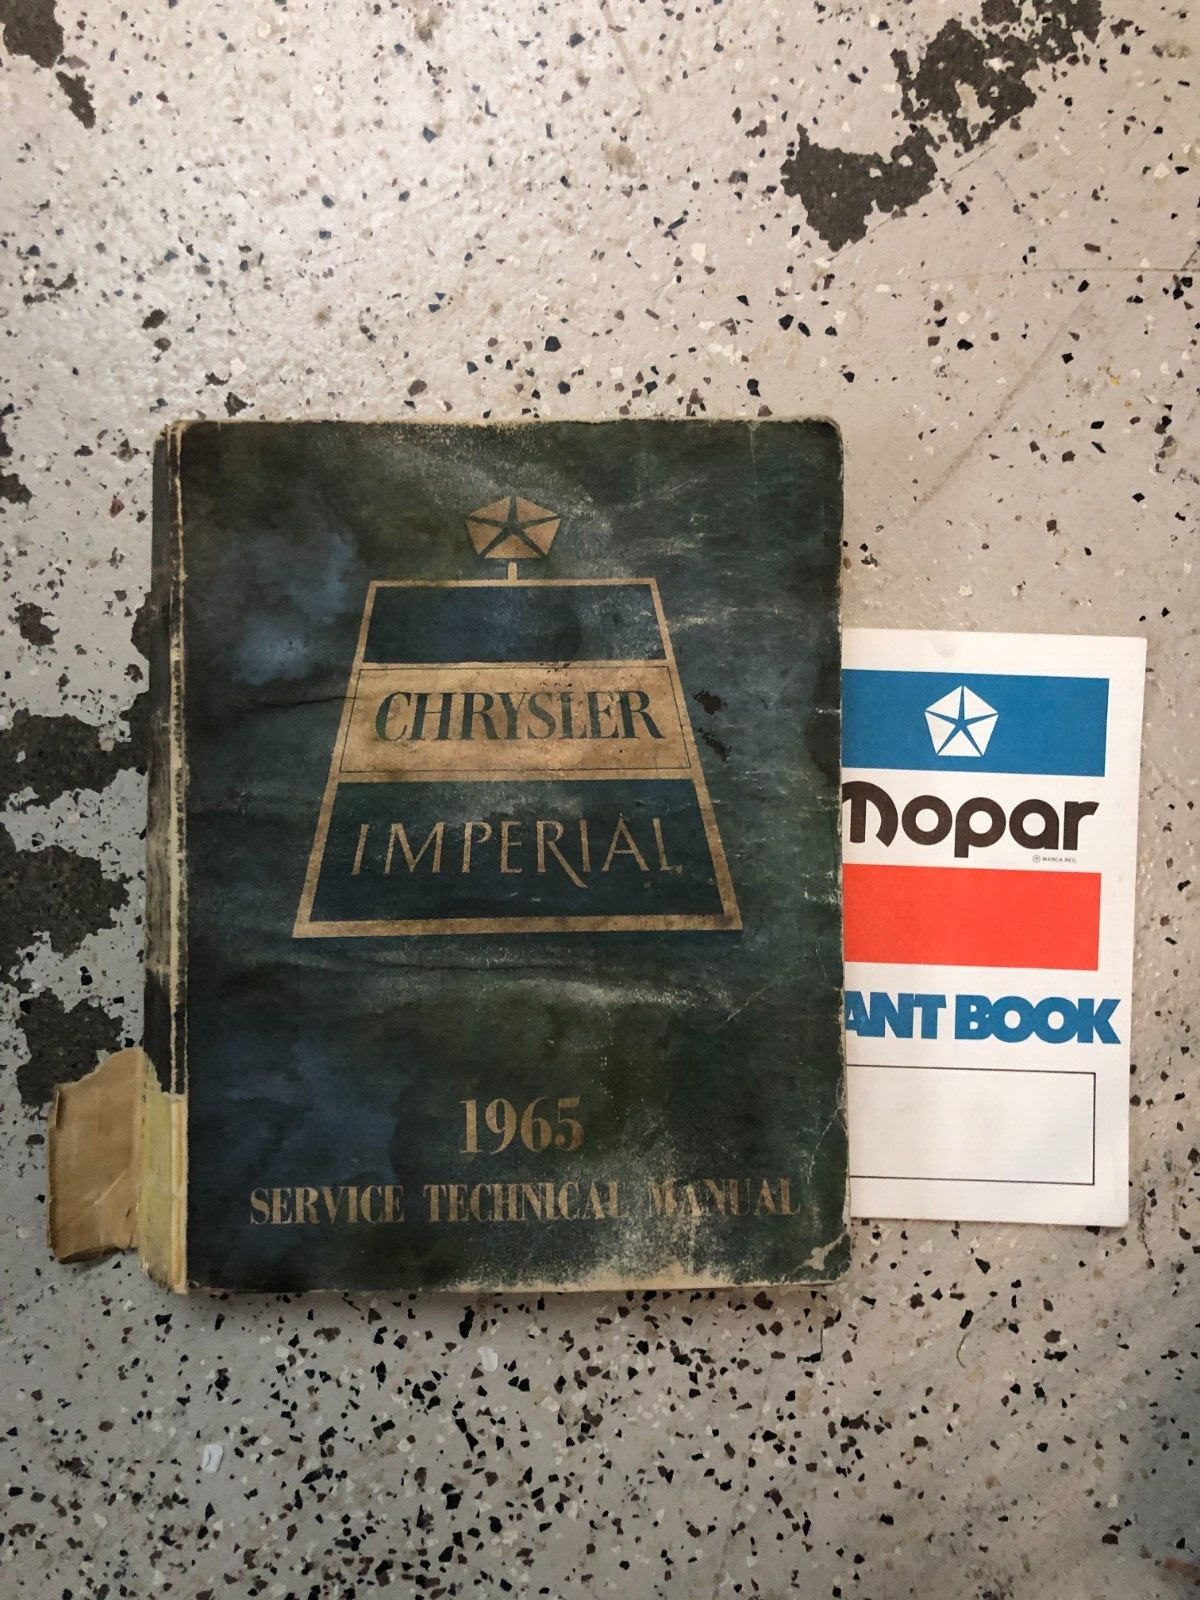 CHRYSLER
IMPERIAL
1965
SERVICE TECHNICAL MANUAL
Mopar
® MARCA REG.
ANT BOOK